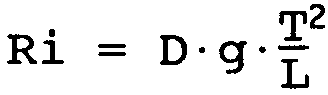 Ri = D·g·T²/L